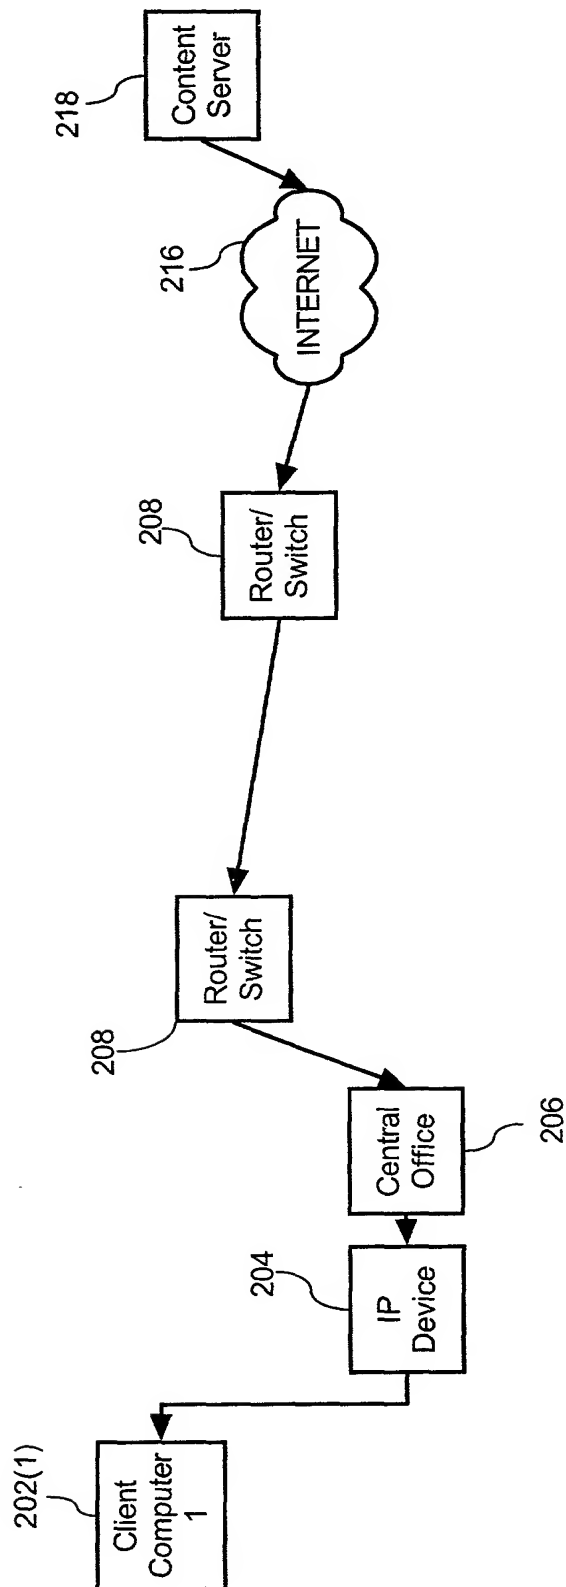 202(1)
Client
Computer
1
204
IP
Device
206
Central
Office
208
Router/
Switch
208
Router/
Switch
216
INTERNET
218
Content
Server